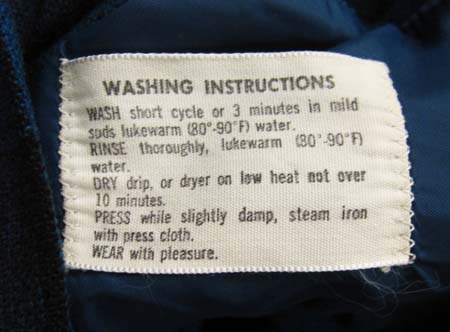 WASHING INSTRUCTIONS
WASH short cycle or 3 minutes in mild
suds lukewarm (80°-90°F) water.
RINSE thoroughly, lukewarm (80°-90°F)
water.
DRY drip, or dryer on low heat not over
10 minutes.
PRESS while slightly damp, steam iron
with press cloth.
WEAR with pleasure.